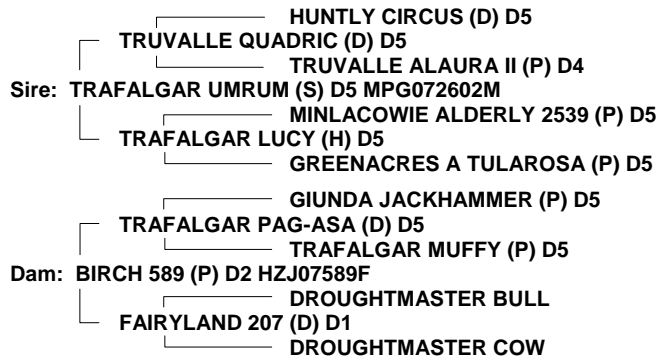 HUNTLY CIRCUS (D) D5
TRUVALLE QUADRIC (D) D5
TRUVALLE ALAURA II (P) D4
Sire: TRAFALGAR UMRUM (S) D5 MPG072602M
MINLACOWIE ALDERLY 2539 (P) D5
TRAFALGAR LUCY (H) D5
GREENACRES A TULAROSA (P) D5
GIUNDA JACKHAMMER (P) D5
TRAFALGAR PAG-ASA (D) D5
TRAFALGAR MUFFY (P) D5
Dam: BIRCH 589 (P) D2 HZJ07589F
DROUGHTMASTER BULL
FAIRYLAND 207 (D) D1
DROUGHTMASTER COW